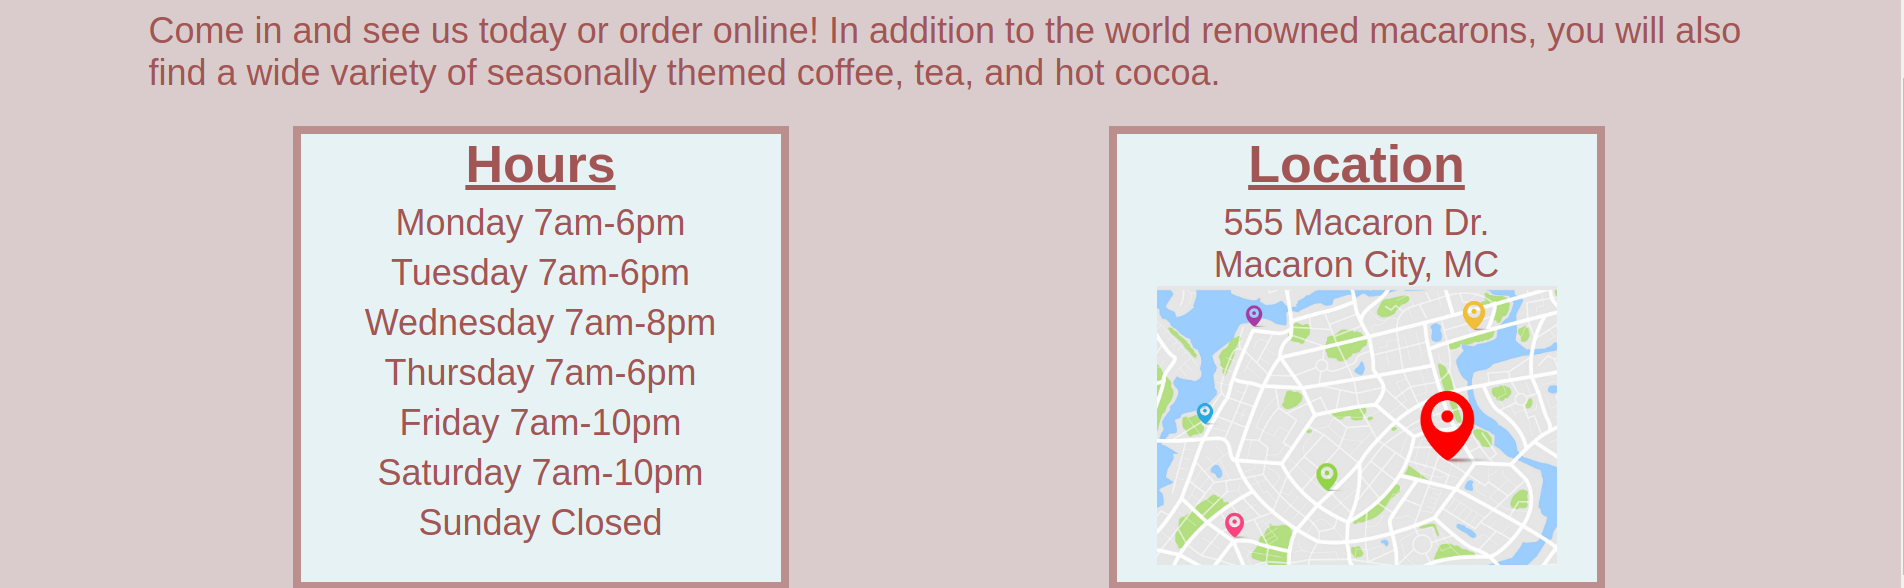 Come in and see us today or order online! In addition to the world renowned macarons, you will also
find a wide variety of seasonally themed coffee, tea, and hot cocoa.
Hours
Monday 7am-6pm
Tuesday 7am-6pm
Wednesday 7am-8pm
Thursday 7am-6pm
Friday 7am-10pm
Saturday 7am-10pm
Sunday Closed
Location
555 Macaron Dr.
Macaron City, MC